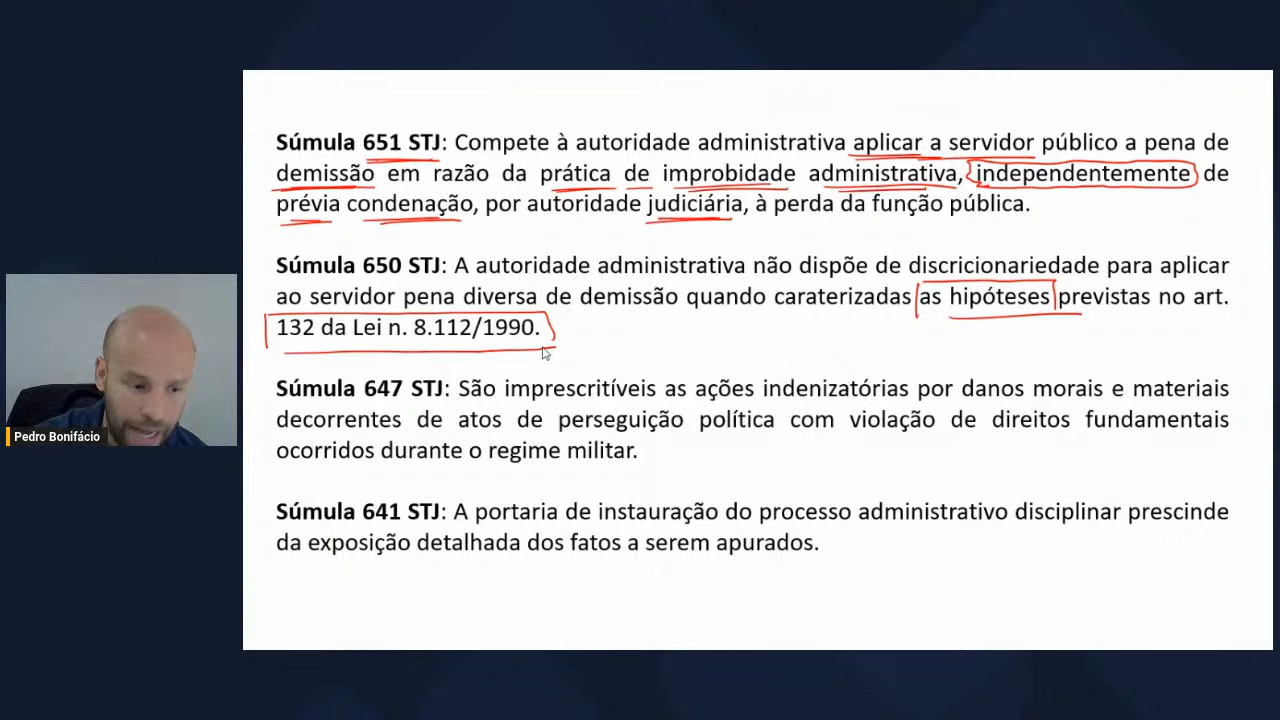 Súmula 651 STJ: Compete à autoridade administrativa aplicar a servidor público a pena de
demissão em razão da prática de improbidade administrativa, independentemente de
prévia condenação, por autoridade judiciária, à perda da função pública.
Súmula 650 STJ: A autoridade administrativa não dispõe de discricionariedade para aplicar
ao servidor pena diversa de demissão quando caraterizadas as hipóteses previstas no art.
132 da Lei n. 8.112/1990.
Súmula 647 STJ: São imprescritíveis as ações indenizatórias por danos morais e materiais
decorrentes de atos de perseguição política com violação de direitos fundamentais
ocorridos durante o regime militar.
Súmula 641 STJ: A portaria de instauração do processo administrativo disciplinar prescinde
da exposição detalhada dos fatos a serem apurados.
Pedro Bonifácio